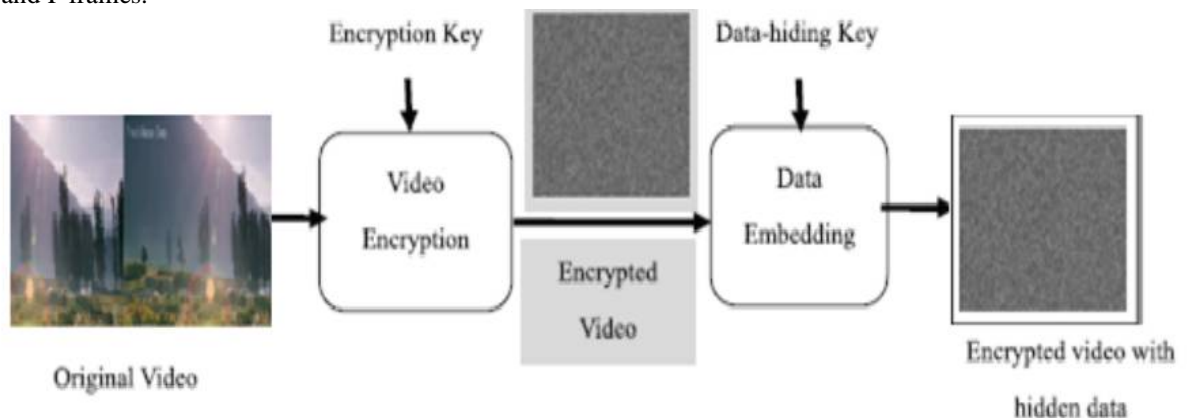 and P frames.
Encryption Key
Data-hiding Key
Video
Encryption
Data
Embedding
Encrypted
Video
Original Video
Encrypted video with
hidden data